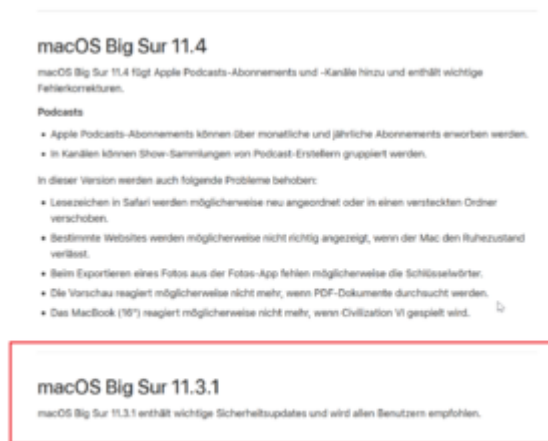 macOS Big Sur 11.4
macOS Big Sur 11.4 fügt Apple Podcasts-Abonnements und -Kanäle hinzu und enthält wichtige
Fehlerkorrekturen.
Podcasts
• Apple Podcasts-Abonnements können über monatliche und jährliche Abonnements erworben werden.
• In Kanälen können Show-Sammlungen von Podcast-Erstellern gruppiert werden.
In dieser Version werden auch folgende Probleme behoben:
• Lesezeichen in Safari werden möglicherweise neu angeordnet oder in einen versteckten Ordner
verschoben.
• Bestimmte Websites werden möglicherweise nicht richtig angezeigt, wenn der Mac den Ruhezustand
verlässt.
• Beim Exportieren eines Fotos aus der Fotos-App fehlen möglicherweise die Schlüsselwörter.
• Die Vorschau reagiert möglicherweise nicht mehr, wenn PDF-Dokumente durchsucht werden.
• Das MacBook (16") reagiert möglicherweise nicht mehr, wenn Civilization VI gespielt wird.
macOS Big Sur 11.3.1
macOS Big Sur 11.3.1 enthält wichtige Sicherheitsupdates und wird allen Benutzern empfohlen.